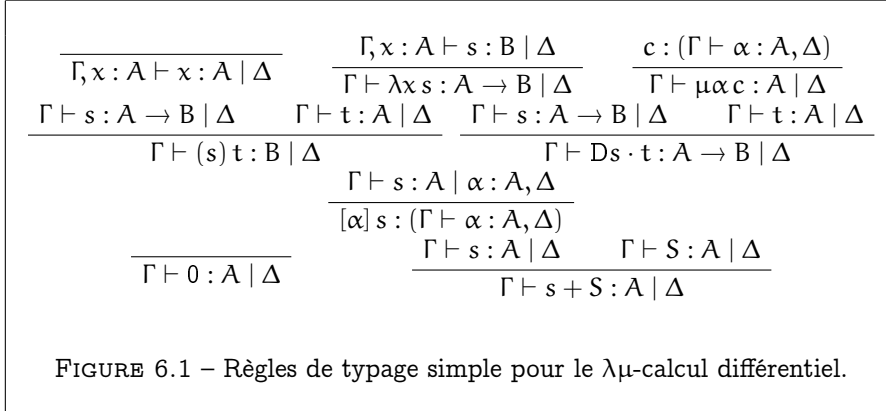 Γ, x : A ⊢ s : B | Δ c : (Γ ⊢ α : A, Δ)
Γ, x : A ⊢ x : A | Δ Γ ⊢ λx s : A → B | Δ Γ ⊢ μα c : A | Δ
Γ ⊢ s : A → B | Δ Γ ⊢ t : A | Δ Γ ⊢ s : A → B | Δ Γ ⊢ t : A | Δ
Γ ⊢ (s) t : B | Δ Γ ⊢ Ds · t : A → B | Δ
Γ ⊢ s : A | α : A, Δ
[α] s : (Γ ⊢ α : A, Δ)
Γ ⊢ s : A | Δ Γ ⊢ S : A | Δ
Γ ⊢ 0 : A | Δ Γ ⊢ s + S : A | Δ
FIGURE 6.1 – Règles de typage simple pour le λμ-calcul différentiel.